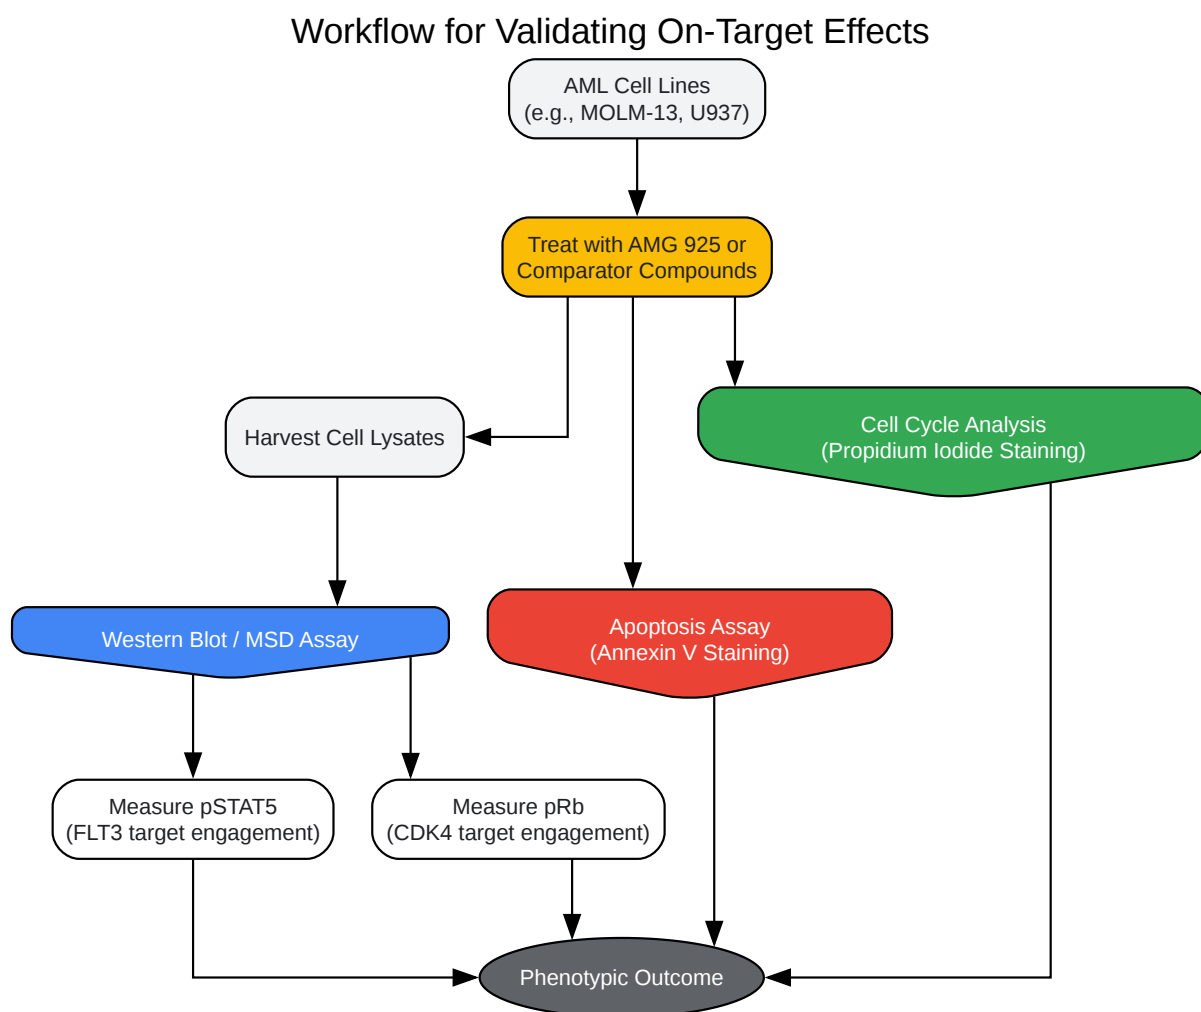 Workflow for Validating On-Target Effects
AML Cell Lines
(e.g., MOLM-13, U937)
Treat with AMG 925 or
Comparator Compounds
Harvest Cell Lysates
Cell Cycle Analysis
(Propidium Iodide Staining)
Western Blot / MSD Assay
Apoptosis Assay
(Annexin V Staining)
Measure pSTAT5
(FLT3 target engagement)
Measure pRb
(CDK4 target engagement)
Phenotypic Outcome